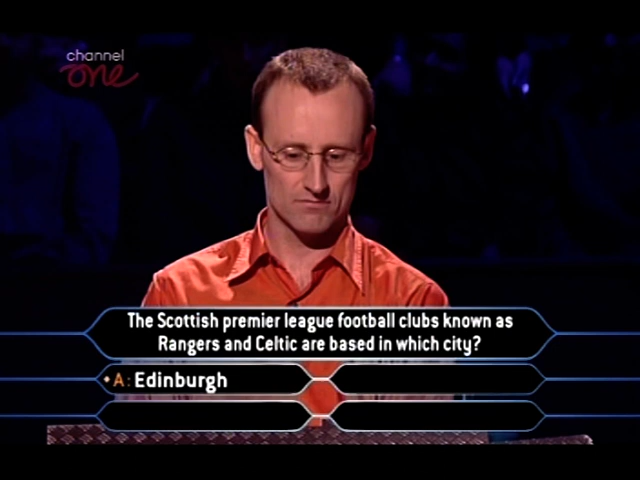 channel
one
The Scottish premier league football clubs known as
Rangers and Celtic are based in which city?
A: Edinburgh